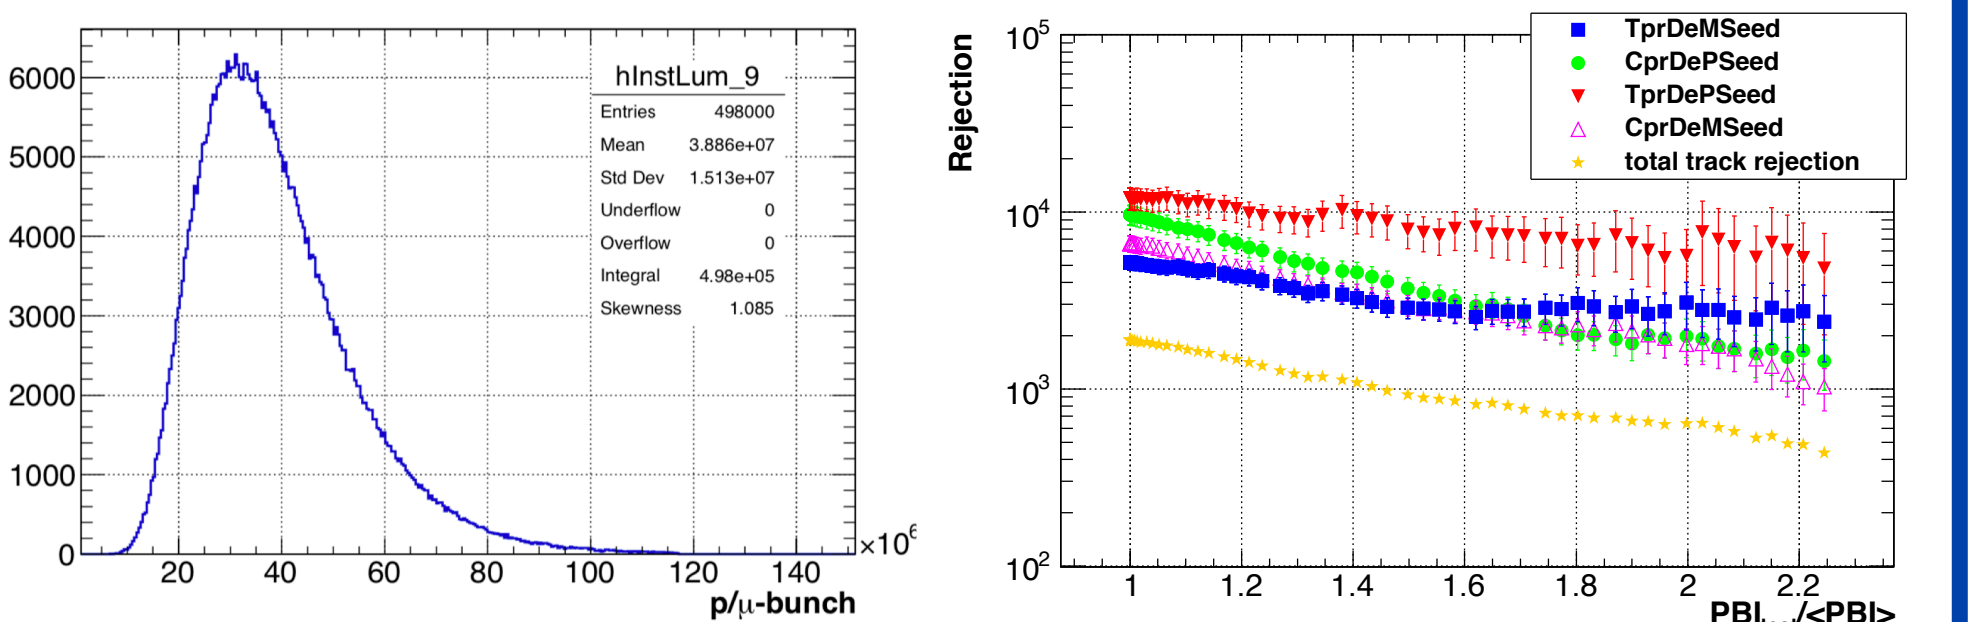 6000
5000
4000
3000
2000
1000
0
20 40 60 80 100 120 140
×10⁶
p/μ-bunch
hInstLum_9
Entries 498000
Mean 3.886e+07
Std Dev 1.513e+07
Underflow 0
Overflow 0
Integral 4.98e+05
Skewness 1.085
Rejection
10⁵
10⁴
10³
10²
1 1.2 1.4 1.6 1.8 2 2.2
/<PBI>
TprDeMSeed
CprDePSeed
TprDePSeed
CprDeMSeed
total track rejection